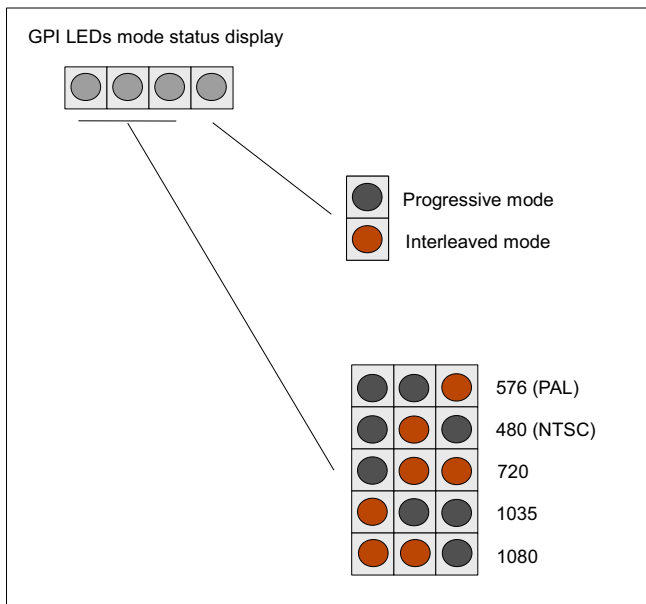 GPI LEDs mode status display
Progressive mode
Interleaved mode
576 (PAL)
480 (NTSC)
720
1035
1080